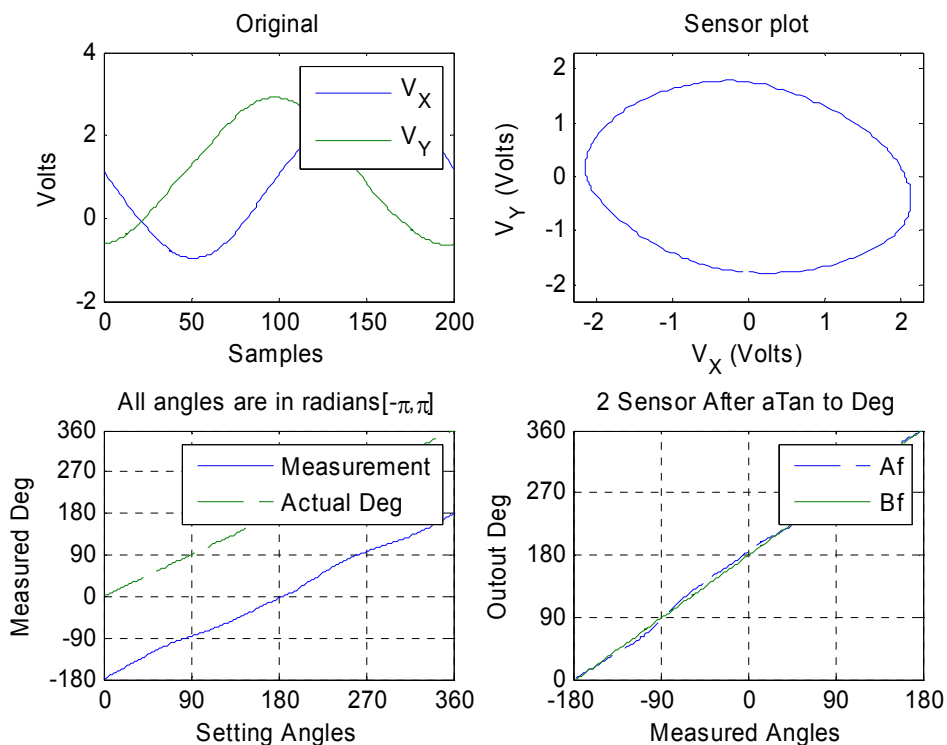 Original
4
2
0
-2
Volts
V_X
V_Y
0 50 100 150 200
Samples
Sensor plot
2
1
0
-1
-2
V_Y (Volts)
-2 -1 0 1 2
V_X (Volts)
All angles are in radians[-π,π]
360
270
180
90
0
-90
-180
Measured Deg
Measurement
Actual Deg
0 90 180 270 360
Setting Angles
2 Sensor After aTan to Deg
360
270
180
90
0
Outout Deg
Af
Bf
-180 -90 0 90 180
Measured Angles